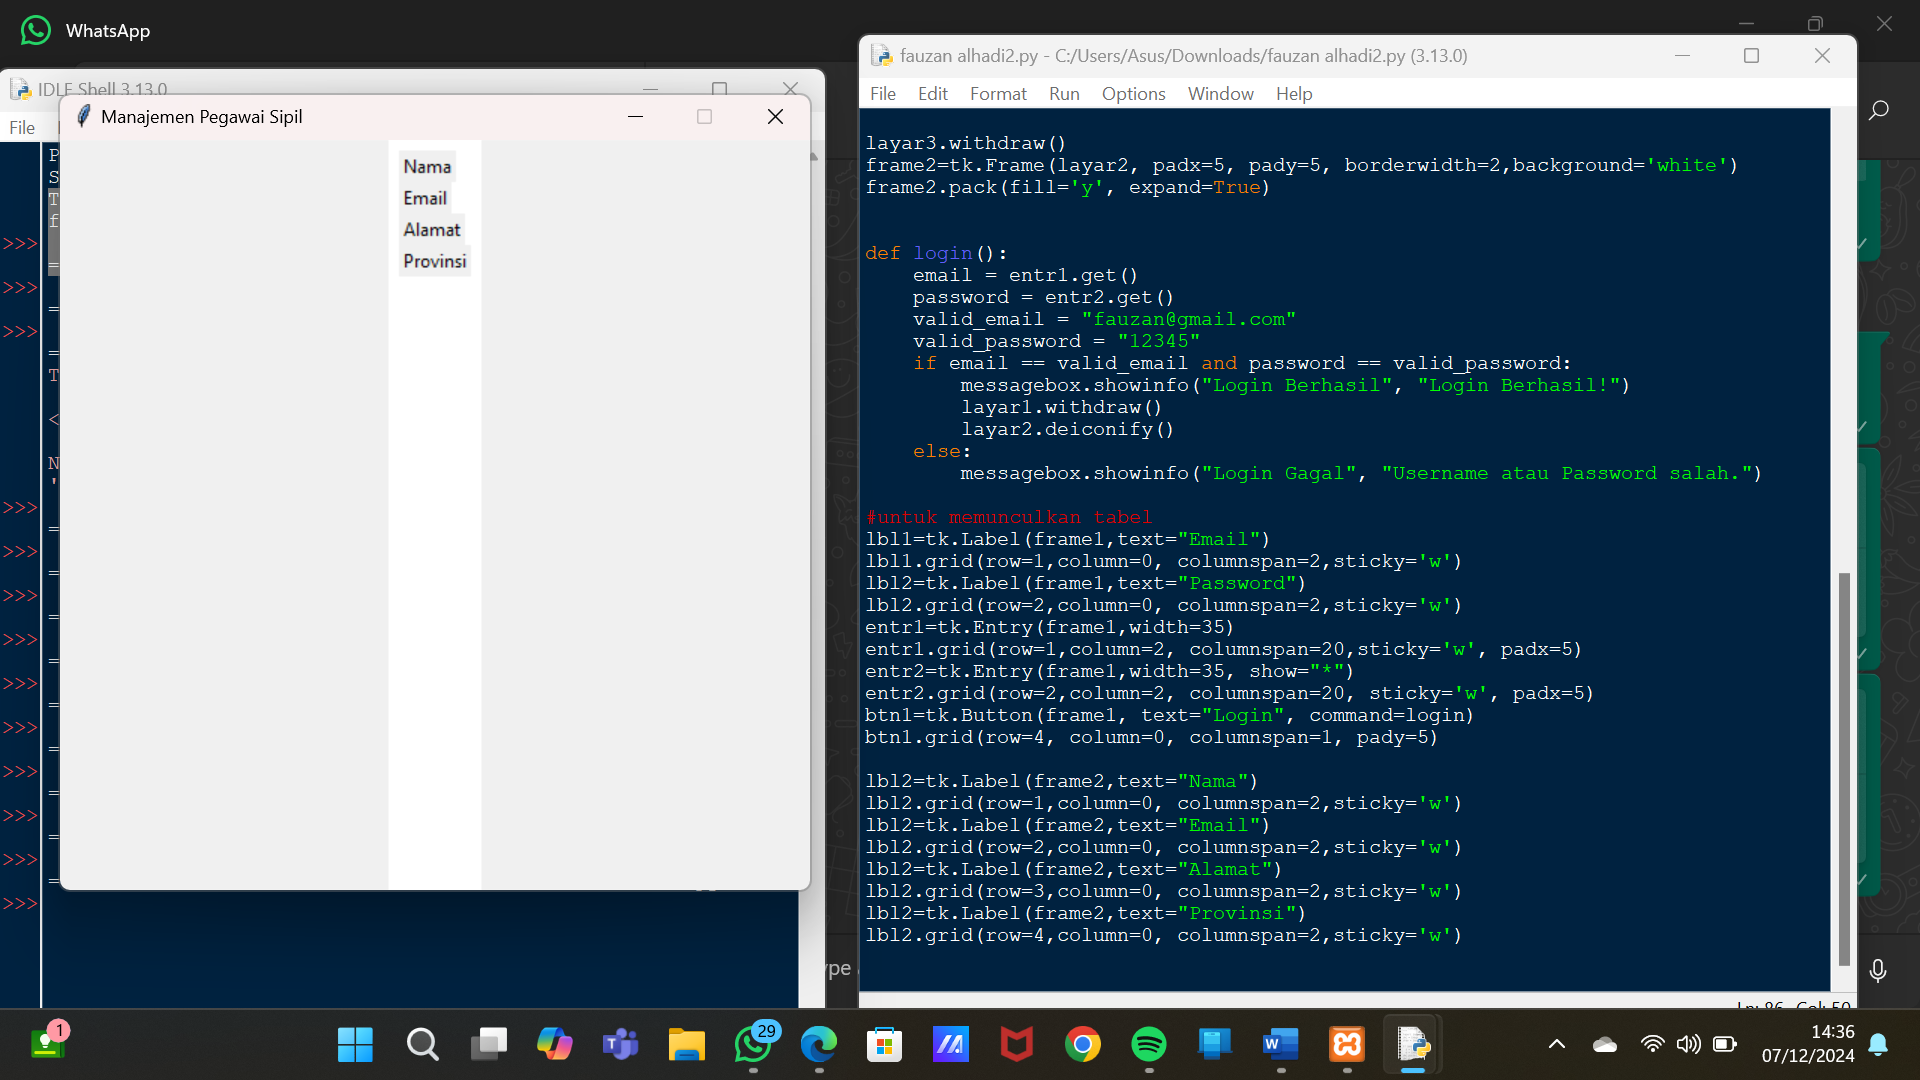 WhatsApp
IDLE Shell 3.13.0
File
Manajemen Pegawai Sipil
Nama
Email
Alamat
Provinsi
>>>
>>>
>>>
>>>
>>>
>>>
>>>
>>>
>>>
>>>
>>>
>>>
>>>
fauzan alhadi2.py - C:/Users/Asus/Downloads/fauzan alhadi2.py (3.13.0)
File Edit Format Run Options Window Help
layar3.withdraw()
frame2=tk.Frame(layar2, padx=5, pady=5, borderwidth=2,background='white')
frame2.pack(fill='y', expand=True)
def login():
    email = entr1.get()
    password = entr2.get()
    valid_email = "fauzan@gmail.com"
    valid_password = "12345"
    if email == valid_email and password == valid_password:
        messagebox.showinfo("Login Berhasil", "Login Berhasil!")
        layar1.withdraw()
        layar2.deiconify()
    else:
        messagebox.showinfo("Login Gagal", "Username atau Password salah.")
#untuk memunculkan tabel
lbl1=tk.Label(frame1,text="Email")
lbl1.grid(row=1,column=0, columnspan=2,sticky='w')
lbl2=tk.Label(frame1,text="Password")
lbl2.grid(row=2,column=0, columnspan=2,sticky='w')
entr1=tk.Entry(frame1,width=35)
entr1.grid(row=1,column=2, columnspan=20,sticky='w', padx=5)
entr2=tk.Entry(frame1,width=35, show="*")
entr2.grid(row=2,column=2, columnspan=20, sticky='w', padx=5)
btn1=tk.Button(frame1, text="Login", command=login)
btn1.grid(row=4, column=0, columnspan=1, pady=5)
lbl2=tk.Label(frame2,text="Nama")
lbl2.grid(row=1,column=0, columnspan=2,sticky='w')
lbl2=tk.Label(frame2,text="Email")
lbl2.grid(row=2,column=0, columnspan=2,sticky='w')
lbl2=tk.Label(frame2,text="Alamat")
lbl2.grid(row=3,column=0, columnspan=2,sticky='w')
lbl2=tk.Label(frame2,text="Provinsi")
lbl2.grid(row=4,column=0, columnspan=2,sticky='w')
Ln: 86 Col: 50
1
29
14:36
07/12/2024